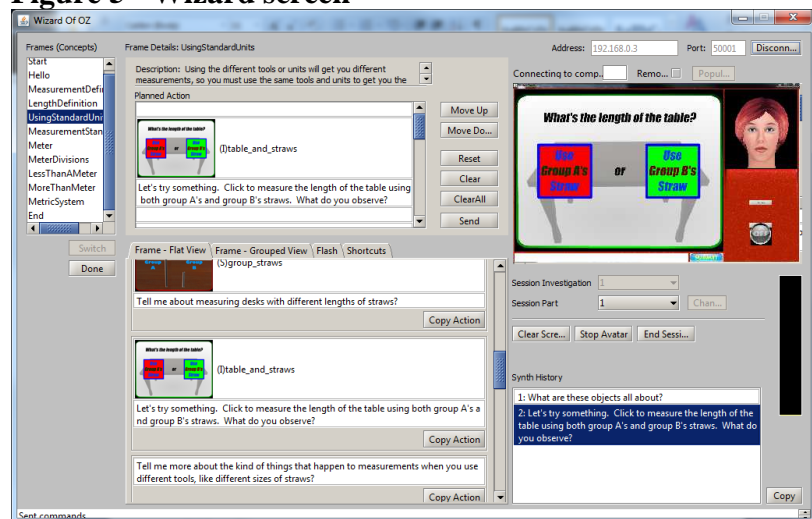 Figure 3 – Wizard screen
Wizard Of OZ
Frames (Concepts)
Start
Hello
MeasurementDefi
LengthDefinition
UsingStandardUni
MeasurementStan
Meter
MeterDivisions
LessThanAMeter
MoreThanMeter
MetricSystem
End
Switch
Done
Frame Details: UsingStandardUnits
Description: Using the different tools or units will get you different
measurements, so you must use the same tools and units to get you the
Planned Action
What's the length of the table?
or
(I)table_and_straws
Let's try something. Click to measure the length of the table using
both group A's and group B's straws. What do you observe?
Move Up
Move Do...
Reset
Clear
ClearAll
Send
Frame - Flat View
Frame - Grouped View
Flash
Shortcuts
(S)group_straws
Tell me about measuring desks with different lengths of straws?
Copy Action
What's the length of the table?
or
(I)table_and_straws
Let's try something. Click to measure the length of the table using both group A's a
nd group B's straws. What do you observe?
Copy Action
Tell me more about the kind of things that happen to measurements when you use
different tools, like different sizes of straws?
Copy Action
Address: 192.168.0.3 Port: 50001 Disconn...
Connecting to comp.. Remo... Popul...
What's the length of the table?
Use
Group A's
Straw
or
Use
Group B's
Straw
SUBMIT
OFF
Session Investigation 1
Session Part 1 Chan...
Clear Scre... Stop Avatar End Sessi...
Synth History
1: What are these objects all about?
2: Let's try something. Click to measure the length of the
table using both group A's and group B's straws. What do
you observe?
Copy
Sent commands